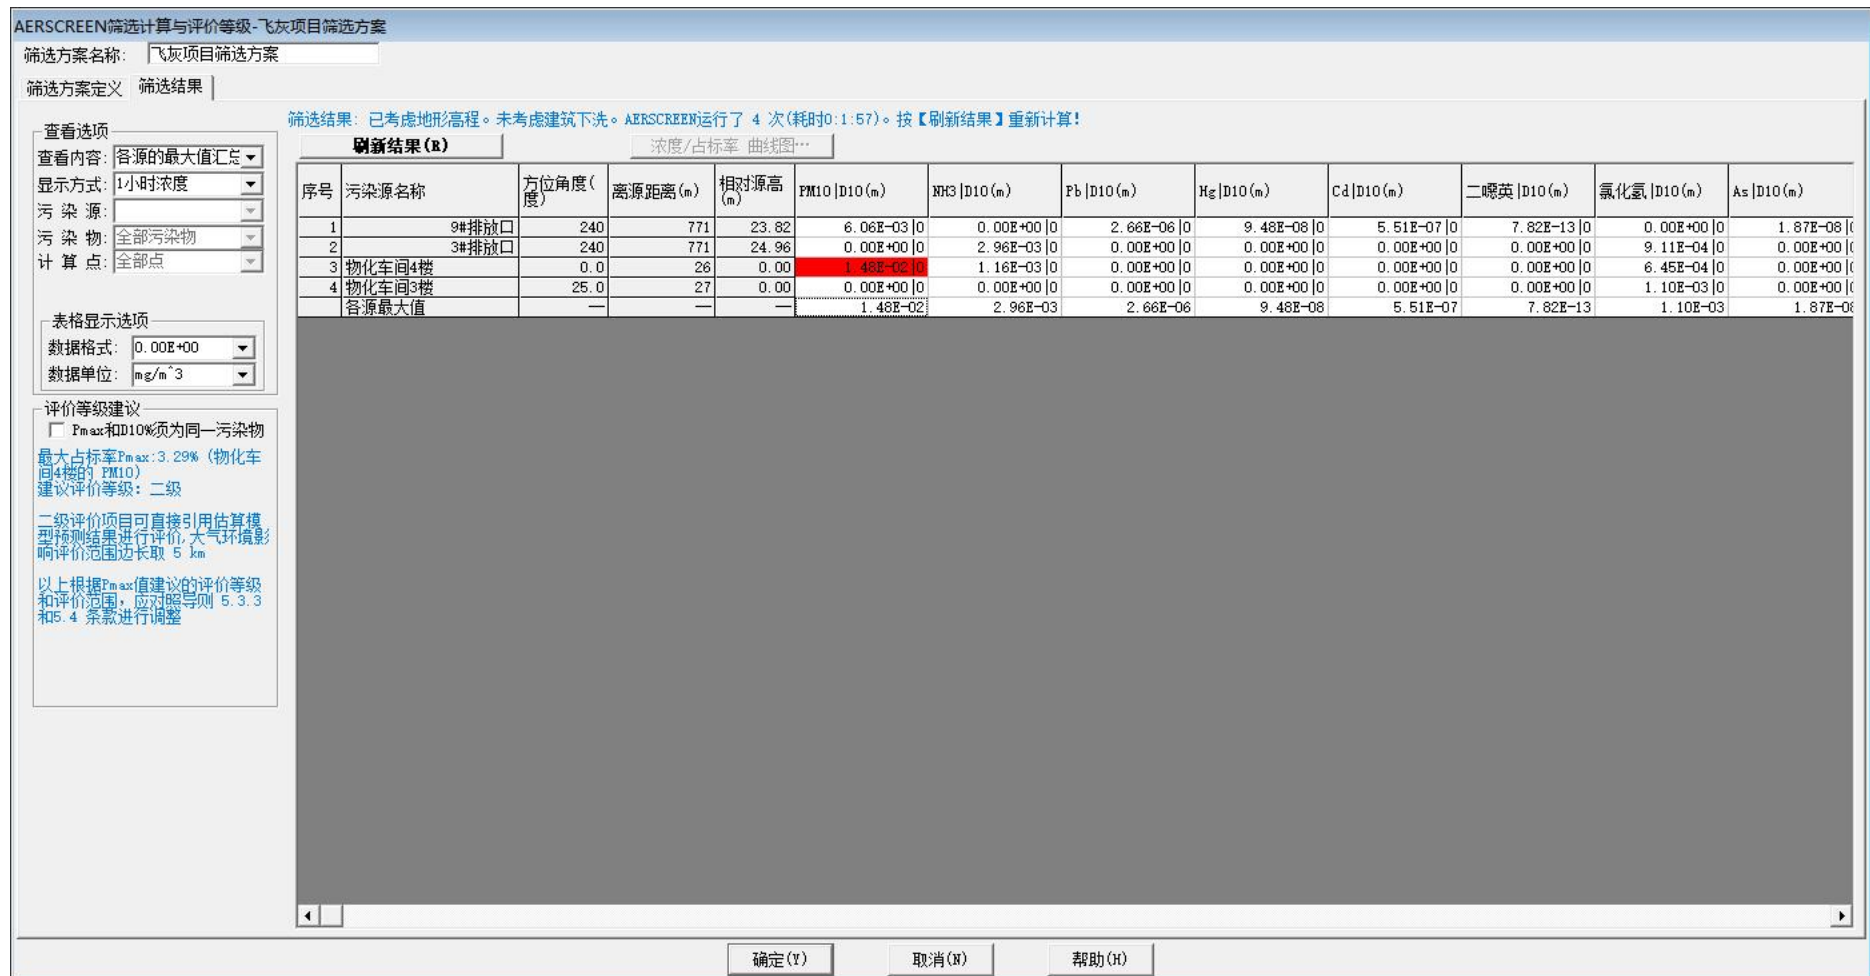 AERSCREEN筛选计算与评价等级-飞灰项目筛选方案
筛选方案名称: 飞灰项目筛选方案
筛选方案定义 筛选结果
筛选结果: 已考虑地形高程。未考虑建筑下洗。AERSCREEN运行了 4 次(耗时0:1:57)。按【刷新结果】重新计算!
刷新结果(R) 浓度/占标率 曲线图…
查看选项
查看内容: 各源的最大值汇总
显示方式: 1小时浓度
污 染 源:
污 染 物: 全部污染物
计 算 点: 全部点
表格显示选项
数据格式: 0.00E+00
数据单位: mg/m^3
评价等级建议
Pmax和D10%须为同一污染物
最大占标率Pmax:3.29% (物化车
间4楼的 PM10)
建议评价等级: 二级
二级评价项目可直接引用估算模
型预测结果进行评价,大气环境影
响评价范围边长取 5 km
以上根据Pmax值建议的评价等级
和评价范围,应对照导则 5.3.3
和5.4 条款进行调整
序号 污染源名称 方位角度(度) 离源距离(m) 相对源高(m) PM10|D10(m) NH3|D10(m) Pb|D10(m) Hg|D10(m) Cd|D10(m) 二噁英|D10(m) 氯化氢|D10(m) As|D10(m)
1 9#排放口 240 771 23.82 6.06E-03|0 0.00E+00|0 2.66E-06|0 9.48E-08|0 5.51E-07|0 7.82E-13|0 0.00E+00|0 1.87E-08|
2 3#排放口 240 771 24.96 0.00E+00|0 2.96E-03|0 0.00E+00|0 0.00E+00|0 0.00E+00|0 0.00E+00|0 9.11E-04|0 0.00E+00|
3 物化车间4楼 0.0 26 0.00 1.48E-02|0 1.16E-03|0 0.00E+00|0 0.00E+00|0 0.00E+00|0 0.00E+00|0 6.45E-04|0 0.00E+00|
4 物化车间3楼 25.0 27 0.00 0.00E+00|0 0.00E+00|0 0.00E+00|0 0.00E+00|0 0.00E+00|0 0.00E+00|0 1.10E-03|0 0.00E+00|
各源最大值 — — — 1.48E-02 2.96E-03 2.66E-06 9.48E-08 5.51E-07 7.82E-13 1.10E-03 1.87E-08
确定(Y) 取消(N) 帮助(H)